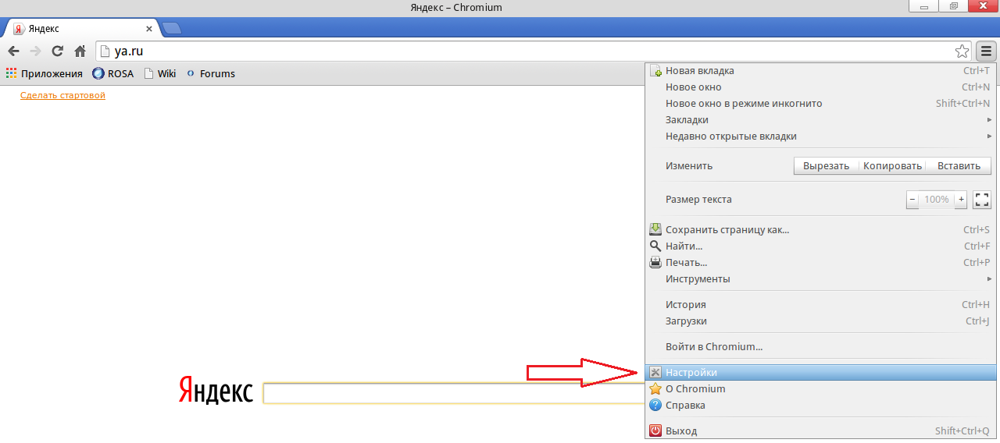 Яндекс – Chromium
Яндекс
ya.ru
Приложения ROSA Wiki Forums
Сделать стартовой
Новая вкладка Ctrl+T
Новое окно Ctrl+N
Новое окно в режиме инкогнито Shift+Ctrl+N
Закладки
Недавно открытые вкладки
Изменить Вырезать Копировать Вставить
Размер текста − 100% +
Сохранить страницу как... Ctrl+S
Найти... Ctrl+F
Печать... Ctrl+P
Инструменты
История Ctrl+H
Загрузки Ctrl+J
Войти в Chromium...
Настройки
О Chromium
Справка
Выход Shift+Ctrl+Q
Яндекс